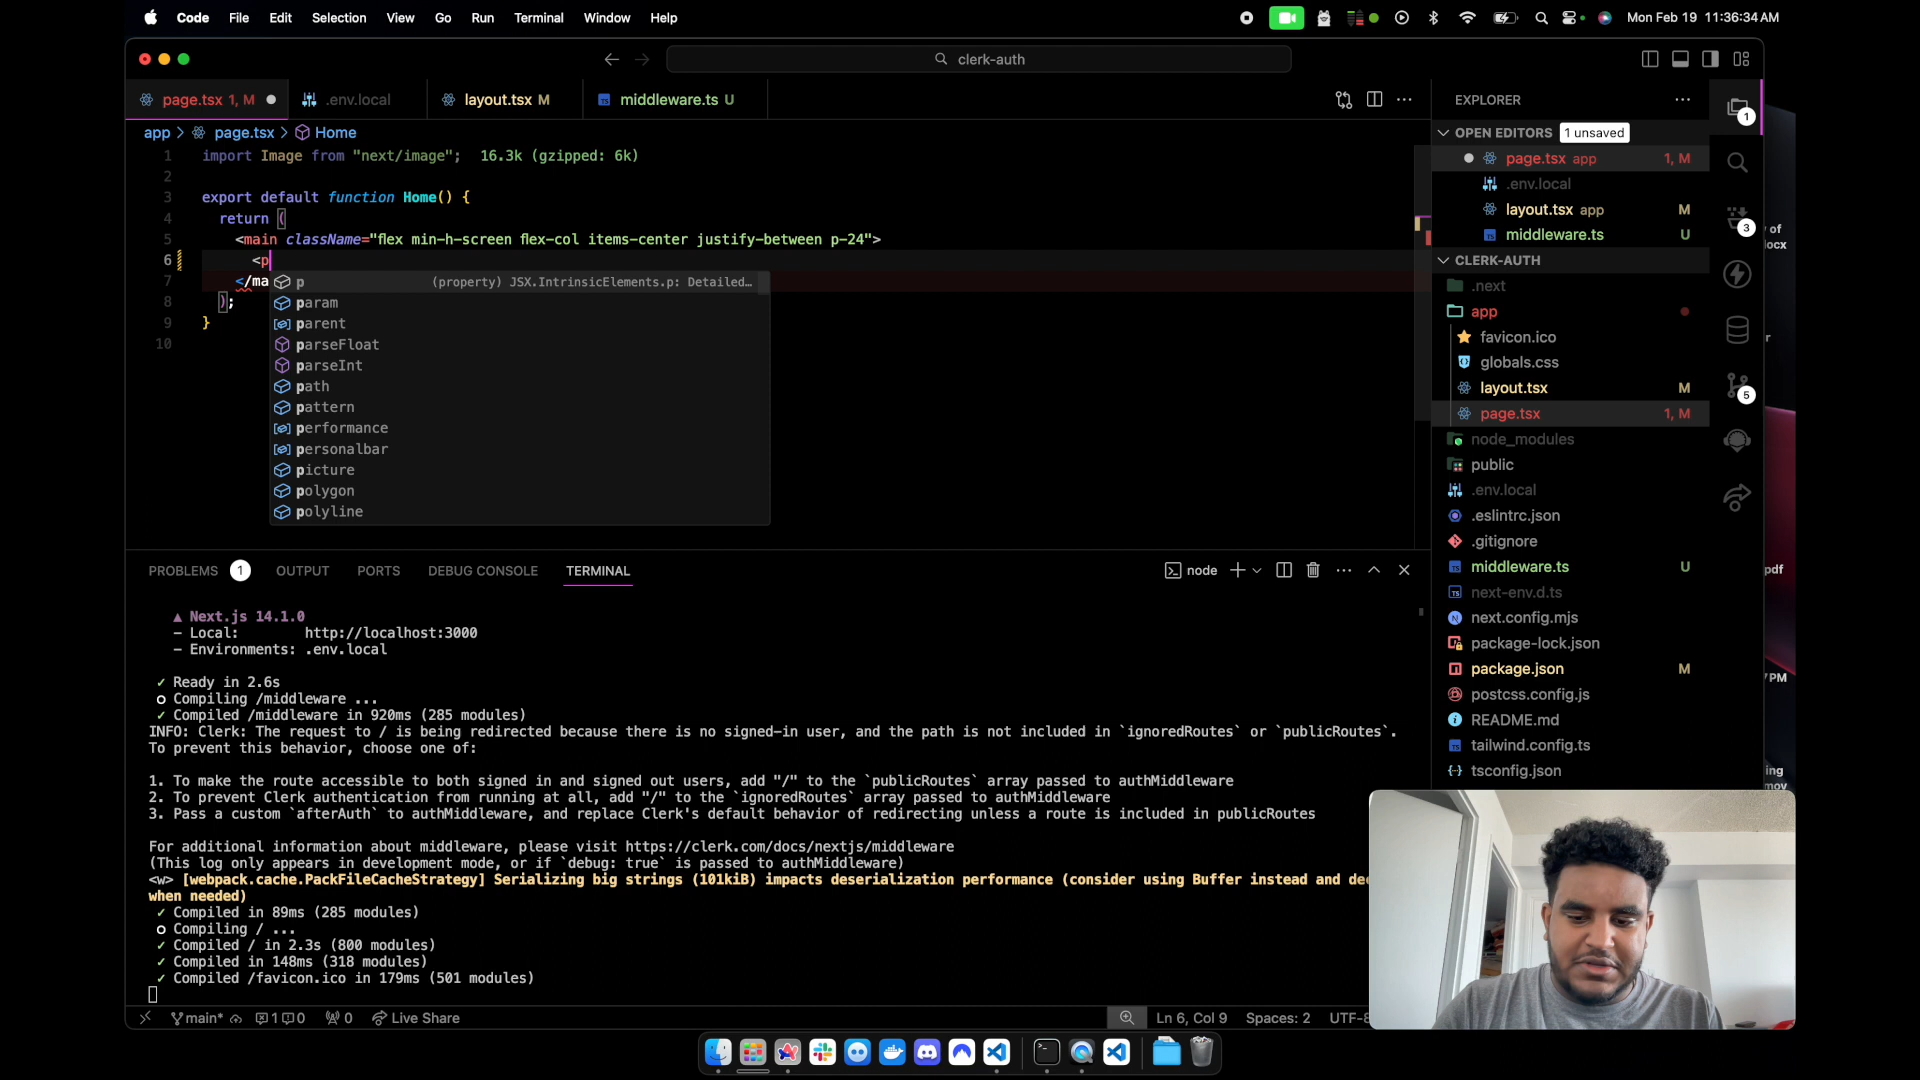 Code File Edit Selection View Go Run Terminal Window Help
Mon Feb 19 11:36:34 AM
clerk-auth
page.tsx 1, M
.env.local
layout.tsx M
middleware.ts U
app > page.tsx > Home
1 import Image from "next/image"; 16.3k (gzipped: 6k)
2
3 export default function Home() {
4 return (
5 <main className="flex min-h-screen flex-col items-center justify-between p-24">
6 <p
7 </ma
8 );
9 }
10
p (property) JSX.IntrinsicElements.p: Detailed…
param
parent
parseFloat
parseInt
path
pattern
performance
personalbar
picture
polygon
polyline
PROBLEMS 1 OUTPUT PORTS DEBUG CONSOLE TERMINAL
node
▲ Next.js 14.1.0
– Local: http://localhost:3000
– Environments: .env.local
✓ Ready in 2.6s
○ Compiling /middleware ...
✓ Compiled /middleware in 920ms (285 modules)
INFO: Clerk: The request to / is being redirected because there is no signed-in user, and the path is not included in `ignoredRoutes` or `publicRoutes`.
To prevent this behavior, choose one of:
1. To make the route accessible to both signed in and signed out users, add "/" to the `publicRoutes` array passed to authMiddleware
2. To prevent Clerk authentication from running at all, add "/" to the `ignoredRoutes` array passed to authMiddleware
3. Pass a custom `afterAuth` to authMiddleware, and replace Clerk's default behavior of redirecting unless a route is included in publicRoutes
For additional information about middleware, please visit https://clerk.com/docs/nextjs/middleware
(This log only appears in development mode, or if `debug: true` is passed to authMiddleware)
<w> [webpack.cache.PackFileCacheStrategy] Serializing big strings (101kiB) impacts deserialization performance (consider using Buffer instead and de
when needed)
✓ Compiled in 89ms (285 modules)
○ Compiling / ...
✓ Compiled / in 2.3s (800 modules)
✓ Compiled in 148ms (318 modules)
✓ Compiled /favicon.ico in 179ms (501 modules)
main* 1 0 0 Live Share
Ln 6, Col 9 Spaces: 2 UTF-8
EXPLORER
OPEN EDITORS 1 unsaved
page.tsx app 1, M
.env.local
layout.tsx app M
middleware.ts U
CLERK-AUTH
.next
app
favicon.ico
globals.css
layout.tsx M
page.tsx 1, M
node_modules
public
.env.local
.eslintrc.json
.gitignore
middleware.ts U
next-env.d.ts
next.config.mjs
package-lock.json
package.json M
postcss.config.js
README.md
tailwind.config.ts
tsconfig.json
1
3
5
of
ocx
r
pdf
PM
ing
mov